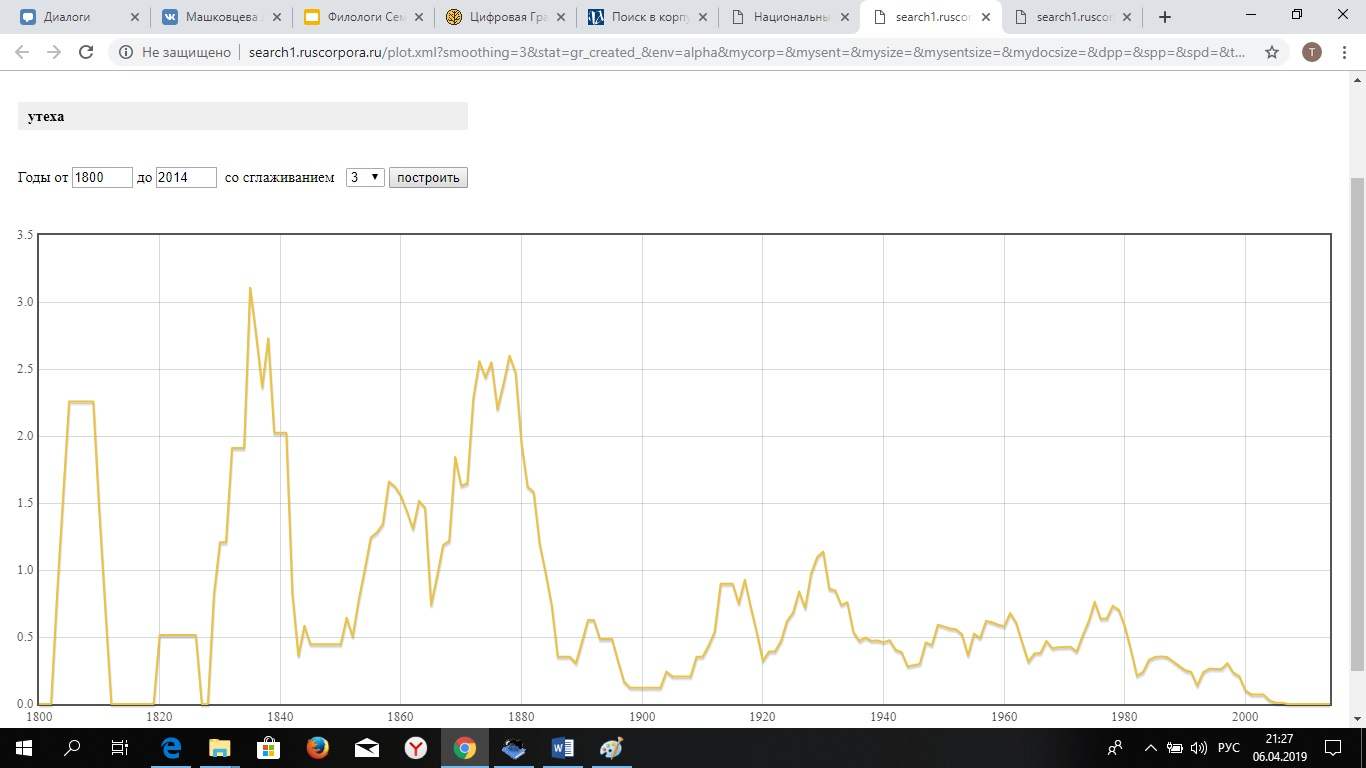 Диалоги
Машковцева
Филологи Сем
Цифровая Гра
Поиск в корпу
Национальны
search1.ruscor
search1.ruscor
Не защищено
search1.ruscorpora.ru/plot.xml?smoothing=3&stat=gr_created_&env=alpha&mycorp=&mysent=&mysize=&mysentsize=&mydocsize=&dpp=&spp=&spd=&t...
T
утеха
Годы от 1800 до 2014 со сглаживанием 3 построить
3.5
3.0
2.5
2.0
1.5
1.0
0.5
0.0
1800 1820 1840 1860 1880 1900 1920 1940 1960 1980 2000
РУС
21:27
06.04.2019